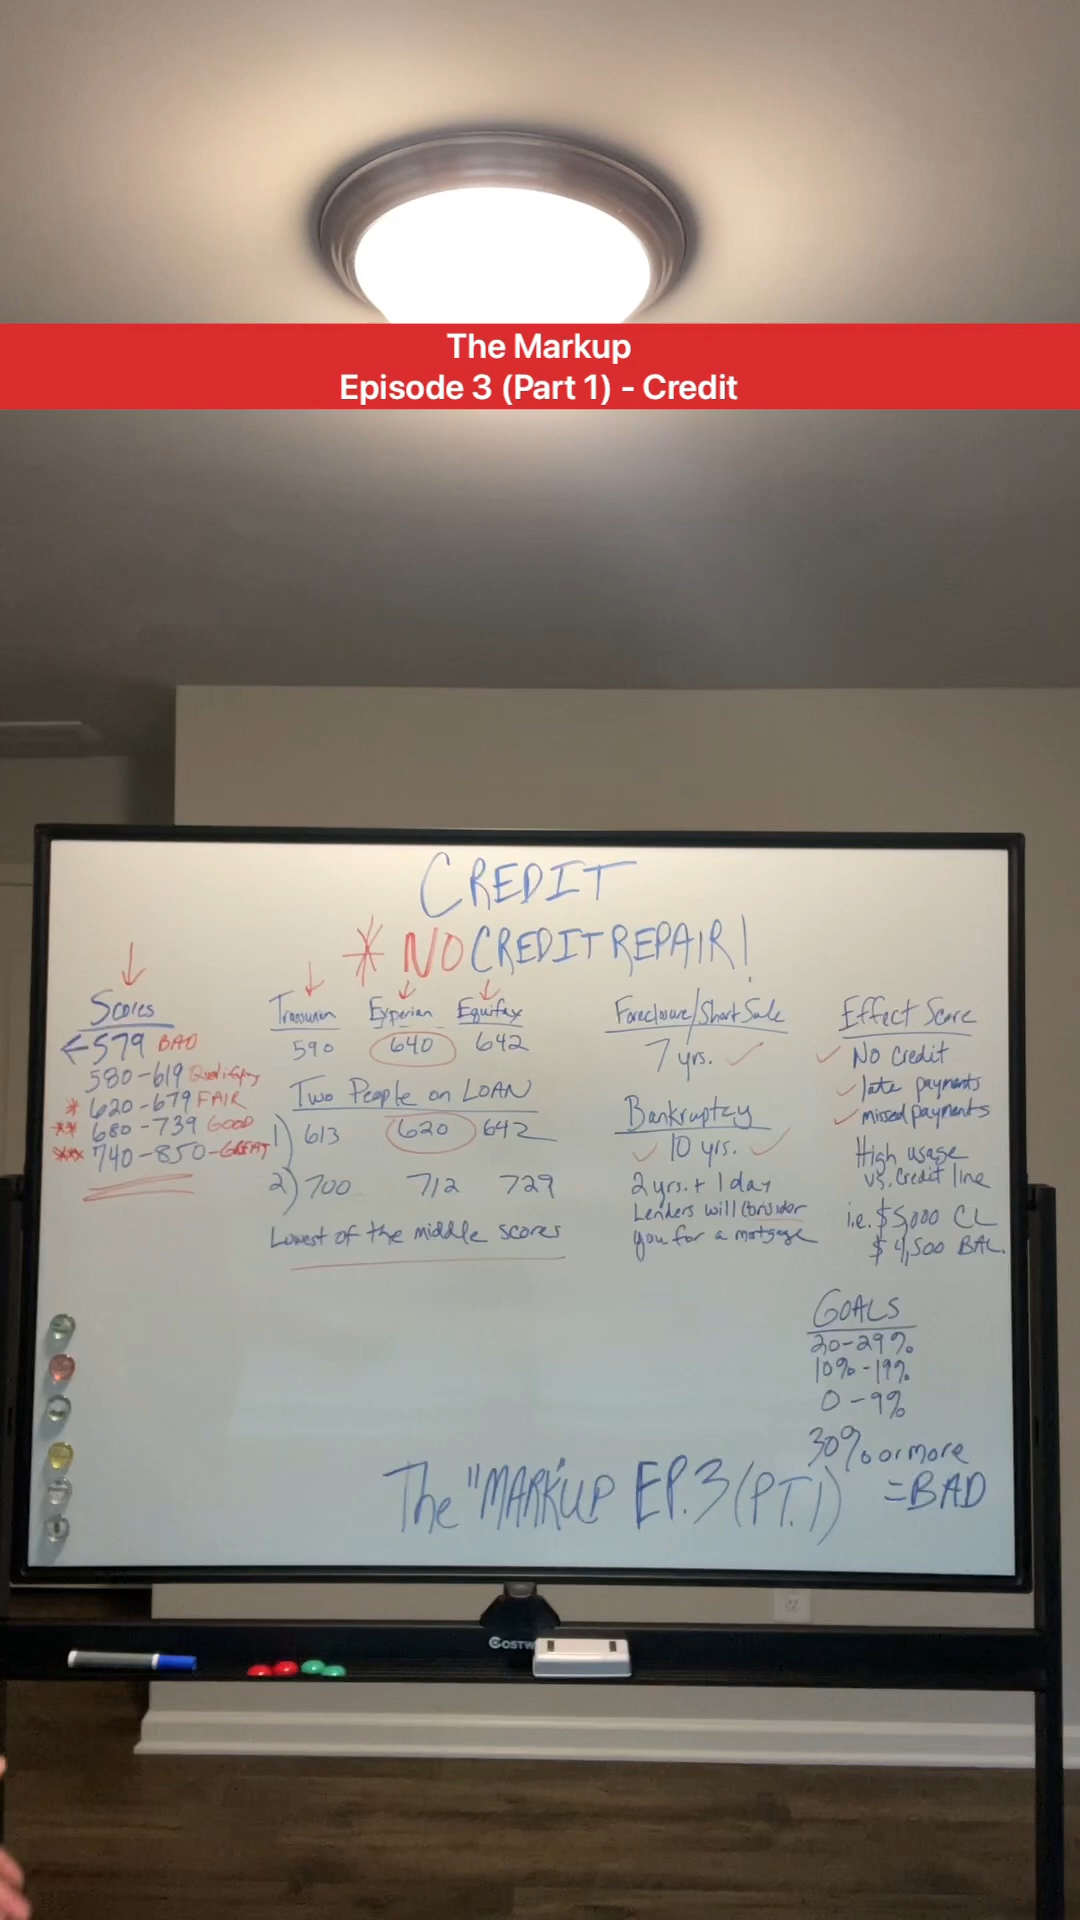 The Markup
Episode 3 (Part 1) - Credit
CREDIT
* NO CREDIT REPAIR!
Scores
←579 BAD
580-619 Qualifying
* 620-679 FAIR
** 680-739 GOOD
*** 740-850-GREAT
Transunion Experian Equifax
590 640 642
Two People on LOAN
1) 613 620 642
2) 700 712 729
Lowest of the middle scores
Foreclosure/Short Sale
7 yrs.
Bankruptcy
10 yrs.
2 yrs. + 1 day
Lenders will consider
you for a mortgage
Effect Score
No Credit
late payments
missed payments
High usage
vs. Credit line
i.e. $5,000 CL
$4,500 BAL.
GOALS
20-29%
10%-19%
0-9%
30% or more
=BAD
The "MARK"UP EP.3 (PT.1)